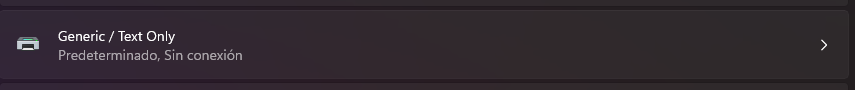 Generic / Text Only
Predeterminado, Sin conexión